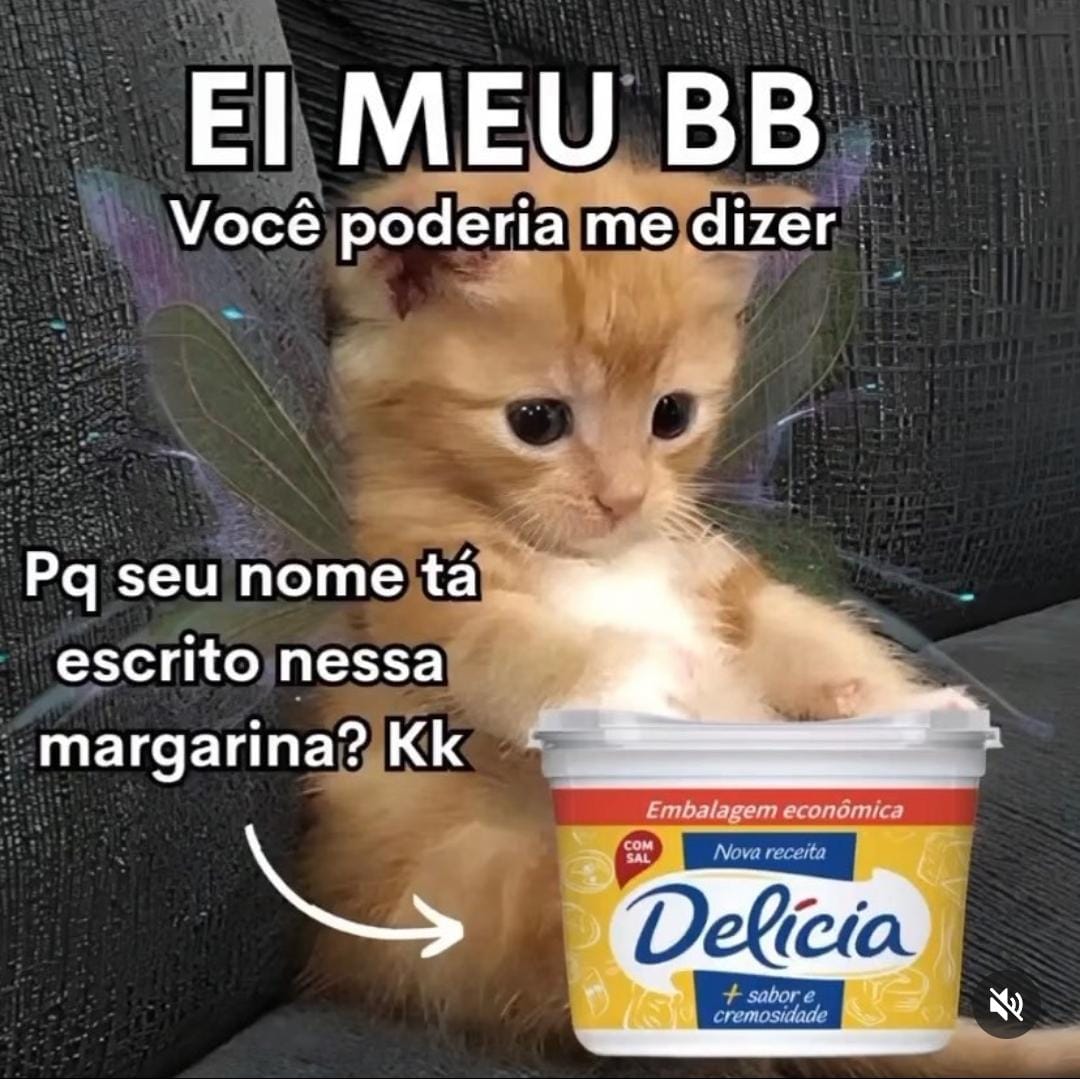 EI MEU BB
Você poderia me dizer
Pq seu nome tá
escrito nessa
margarina? Kk
Embalagem econômica
COM
SAL
Nova receita
Delícia
+ sabor e
cremosidade